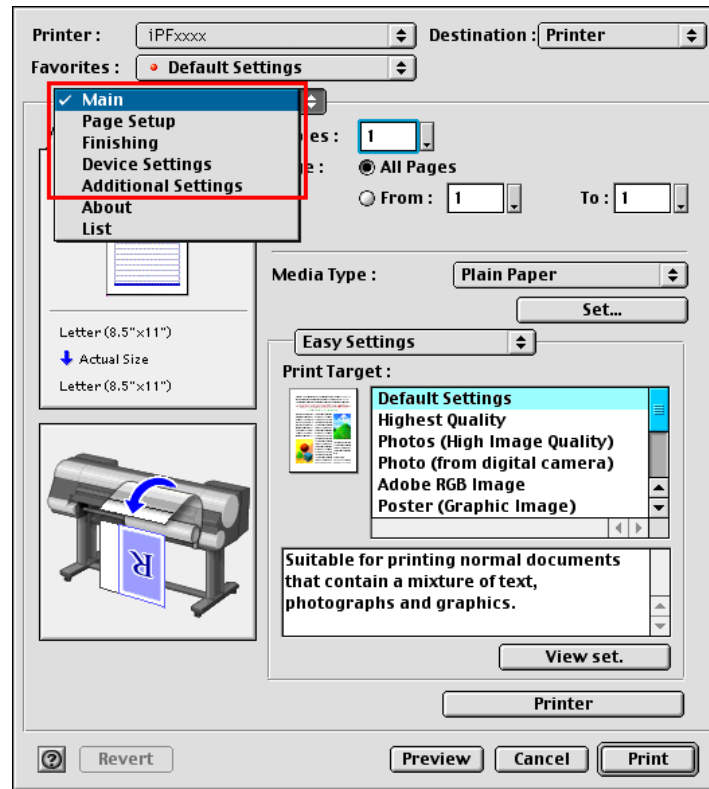 Printer : iPFxxxx Destination : Printer
Favorites : Default Settings
Main
Page Setup
Finishing
Device Settings
Additional Settings
About
List
es : 1
e : All Pages
From : 1 To : 1
Letter (8.5"x11")
Actual Size
Letter (8.5"x11")
Media Type : Plain Paper
Set...
Easy Settings
Print Target :
Default Settings
Highest Quality
Photos (High Image Quality)
Photo (from digital camera)
Adobe RGB Image
Poster (Graphic Image)
Suitable for printing normal documents
that contain a mixture of text,
photographs and graphics.
View set.
Printer
R
? Revert Preview Cancel Print